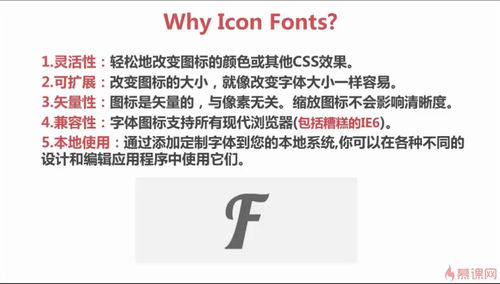 Why Icon Fonts?
1.灵活性：轻松地改变图标的颜色或其他CSS效果。
2.可扩展：改变图标的大小，就像改变字体大小一样容易。
3.矢量性：图标是矢量的，与像素无关。缩放图标不会影响清晰度。
4.兼容性：字体图标支持所有现代浏览器(包括糟糕的IE6)。
5.本地使用：通过添加定制字体到您的本地系统,你可以在各种不同的
设计和编辑应用程序中使用它们。
F
慕课网